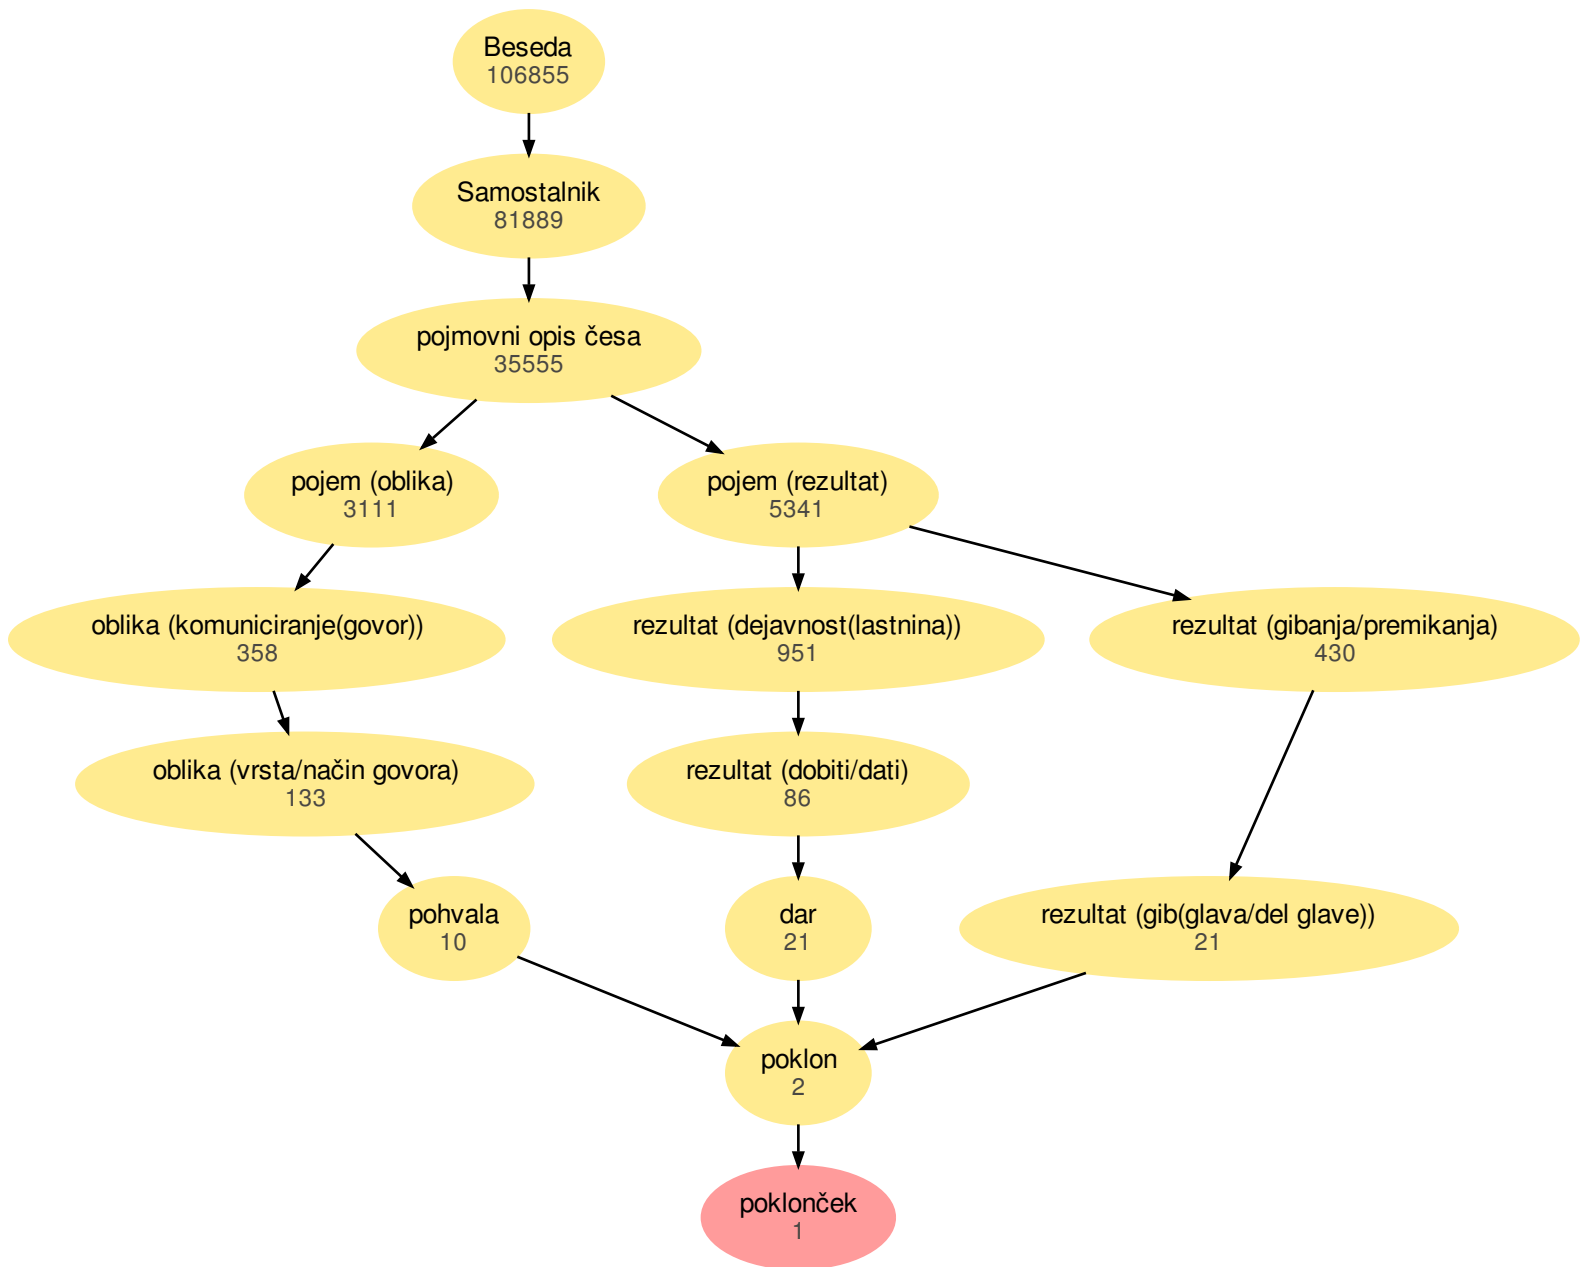 Beseda
106855
Samostalnik
81889
pojmovni opis česa
35555
pojem (oblika)
3111
pojem (rezultat)
5341
oblika (komuniciranje(govor))
358
rezultat (dejavnost(lastnina))
951
rezultat (gibanja/premikanja)
430
oblika (vrsta/način govora)
133
rezultat (dobiti/dati)
86
pohvala
10
dar
21
rezultat (gib(glava/del glave))
21
poklon
2
poklonček
1